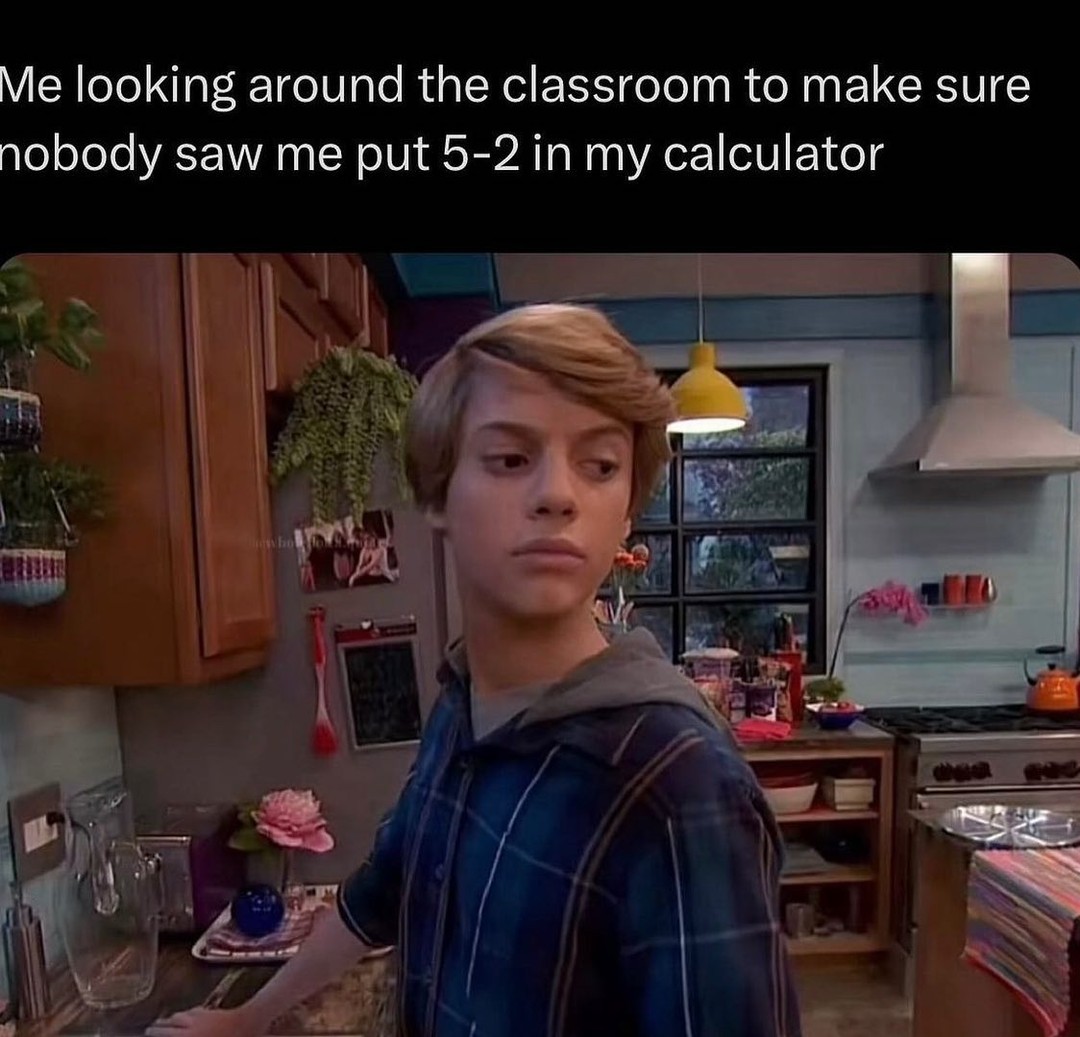 Me looking around the classroom to make sure
nobody saw me put 5-2 in my calculator